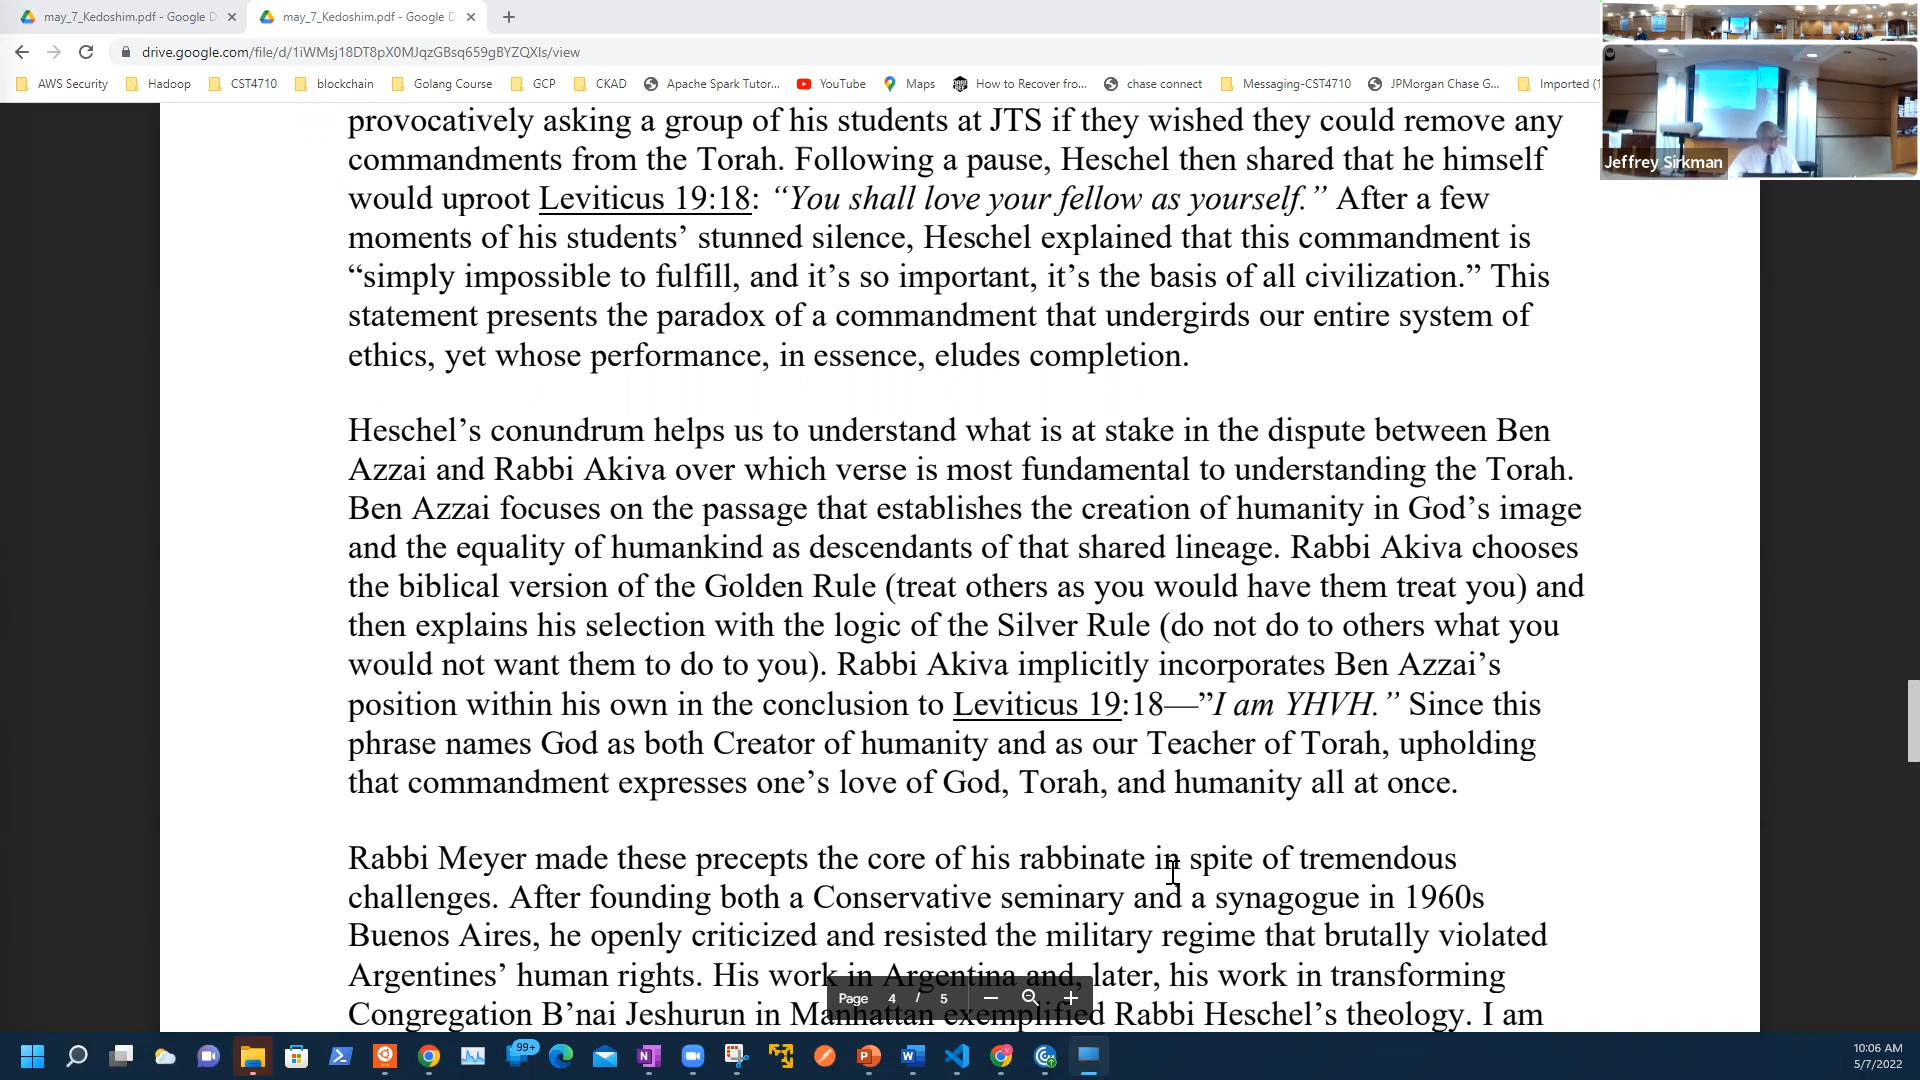 may_7_Kedoshim.pdf - Google D
may_7_Kedoshim.pdf - Google D
drive.google.com/file/d/1iWMsj18DT8pX0MJqzGBsq659gBYZQXIs/view
AWS Security Hadoop CST4710 blockchain Golang Course GCP CKAD Apache Spark Tutor... YouTube Maps How to Recover fro... chase connect Messaging-CST4710 JPMorgan Chase G... Imported (1
Jeffrey Sirkman
provocatively asking a group of his students at JTS if they wished they could remove any
commandments from the Torah. Following a pause, Heschel then shared that he himself
would uproot Leviticus 19:18: “You shall love your fellow as yourself.” After a few
moments of his students’ stunned silence, Heschel explained that this commandment is
“simply impossible to fulfill, and it’s so important, it’s the basis of all civilization.” This
statement presents the paradox of a commandment that undergirds our entire system of
ethics, yet whose performance, in essence, eludes completion.
Heschel’s conundrum helps us to understand what is at stake in the dispute between Ben
Azzai and Rabbi Akiva over which verse is most fundamental to understanding the Torah.
Ben Azzai focuses on the passage that establishes the creation of humanity in God’s image
and the equality of humankind as descendants of that shared lineage. Rabbi Akiva chooses
the biblical version of the Golden Rule (treat others as you would have them treat you) and
then explains his selection with the logic of the Silver Rule (do not do to others what you
would not want them to do to you). Rabbi Akiva implicitly incorporates Ben Azzai’s
position within his own in the conclusion to Leviticus 19:18—”I am YHVH.” Since this
phrase names God as both Creator of humanity and as our Teacher of Torah, upholding
that commandment expresses one’s love of God, Torah, and humanity all at once.
Rabbi Meyer made these precepts the core of his rabbinate in spite of tremendous
challenges. After founding both a Conservative seminary and a synagogue in 1960s
Buenos Aires, he openly criticized and resisted the military regime that brutally violated
Argentines’ human rights. His work in Argentina and, later, his work in transforming
Page 4 / 5
Congregation B’nai Jeshurun in Manhattan exemplified Rabbi Heschel’s theology. I am
99+
10:06 AM
5/7/2022